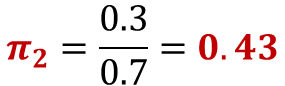 π₂ = 0.3/0.7 = 0.43